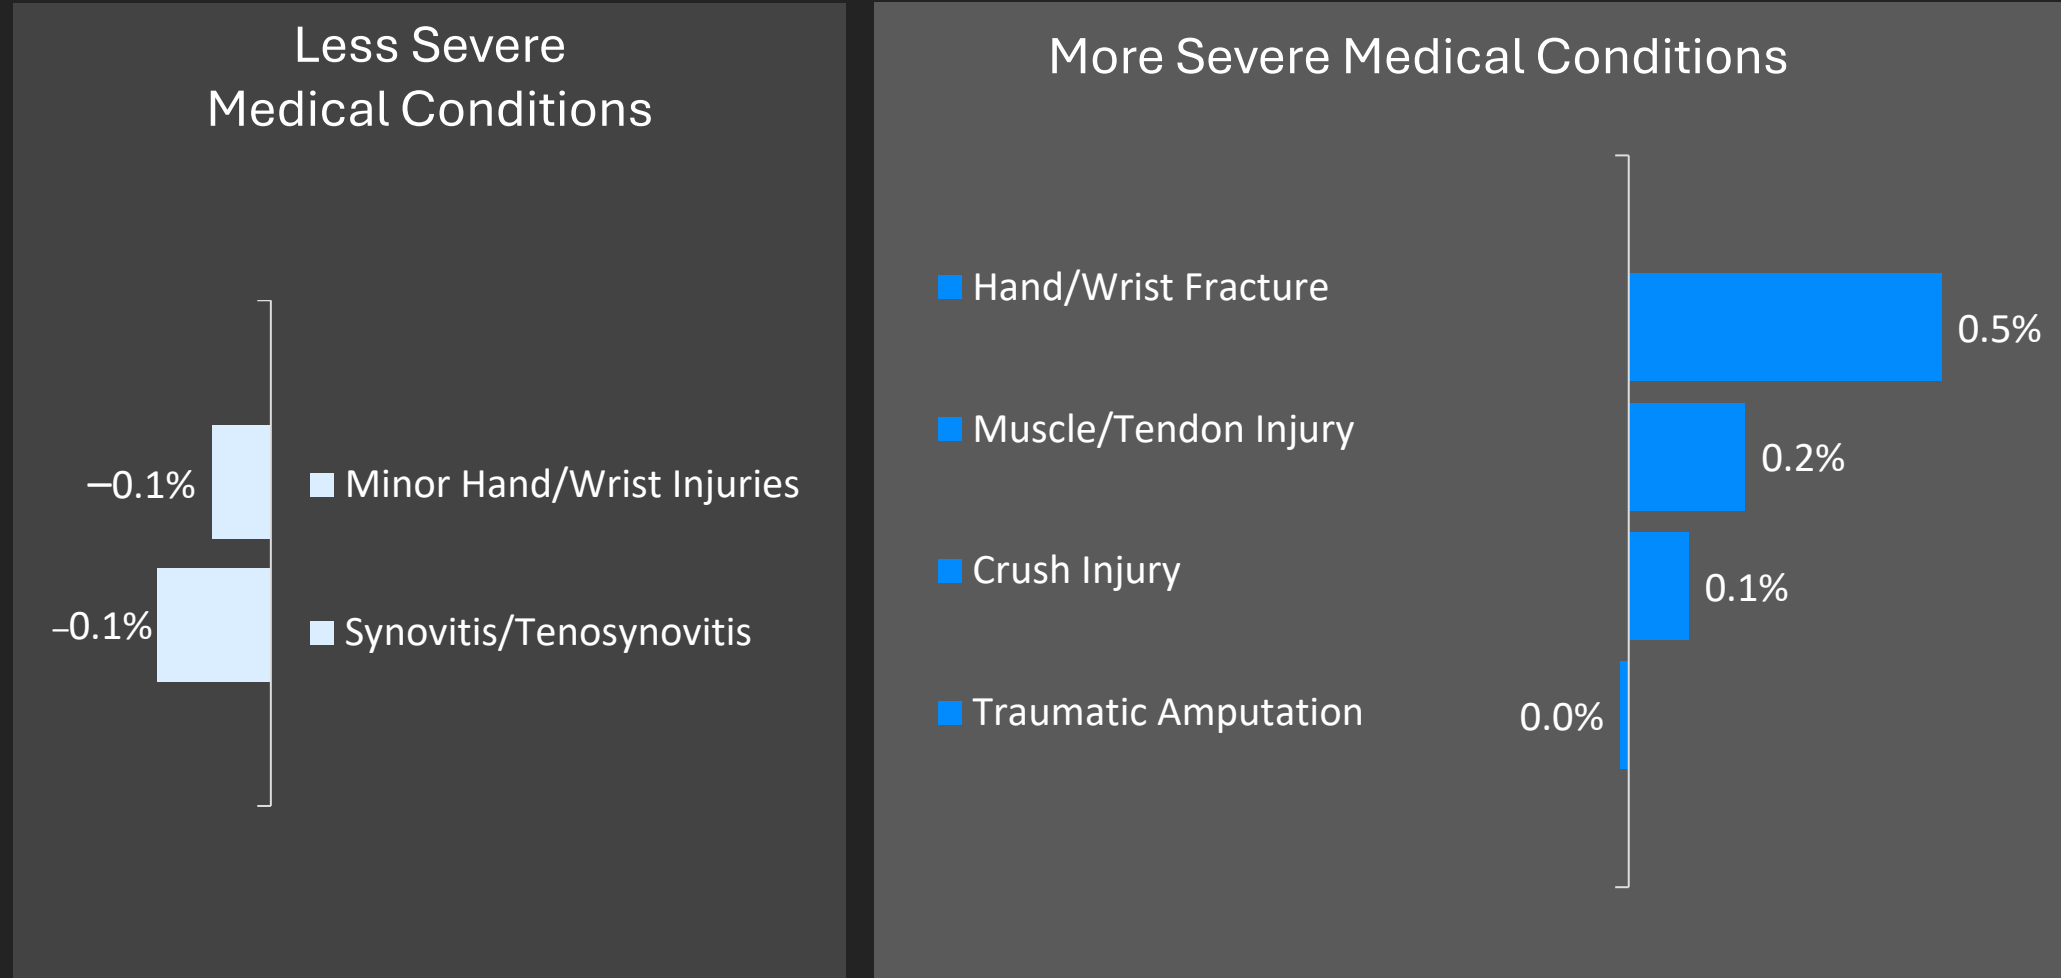 Less Severe
Medical Conditions
–0.1%
Minor Hand/Wrist Injuries
–0.1%
Synovitis/Tenosynovitis
More Severe Medical Conditions
Hand/Wrist Fracture
0.5%
Muscle/Tendon Injury
0.2%
Crush Injury
0.1%
Traumatic Amputation
0.0%